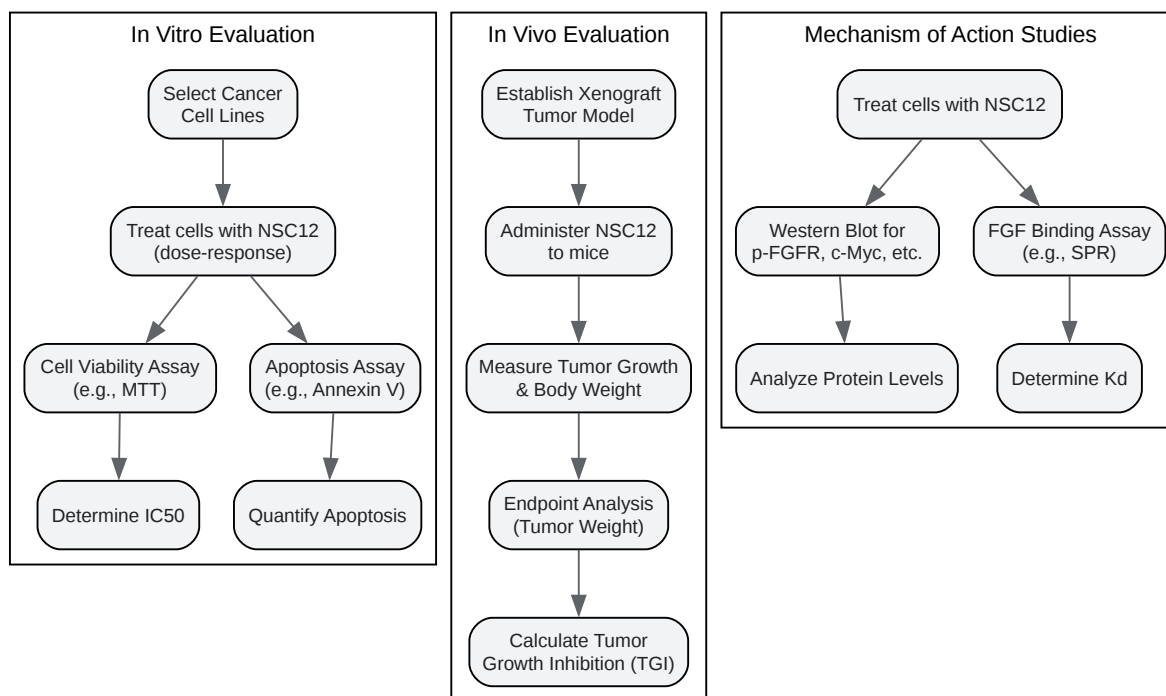 In Vitro Evaluation
Select Cancer
Cell Lines
Treat cells with NSC12
(dose-response)
Cell Viability Assay
(e.g., MTT)
Apoptosis Assay
(e.g., Annexin V)
Determine IC50
Quantify Apoptosis
In Vivo Evaluation
Establish Xenograft
Tumor Model
Administer NSC12
to mice
Measure Tumor Growth
& Body Weight
Endpoint Analysis
(Tumor Weight)
Calculate Tumor
Growth Inhibition (TGI)
Mechanism of Action Studies
Treat cells with NSC12
Western Blot for
p-FGFR, c-Myc, etc.
FGF Binding Assay
(e.g., SPR)
Analyze Protein Levels
Determine Kd